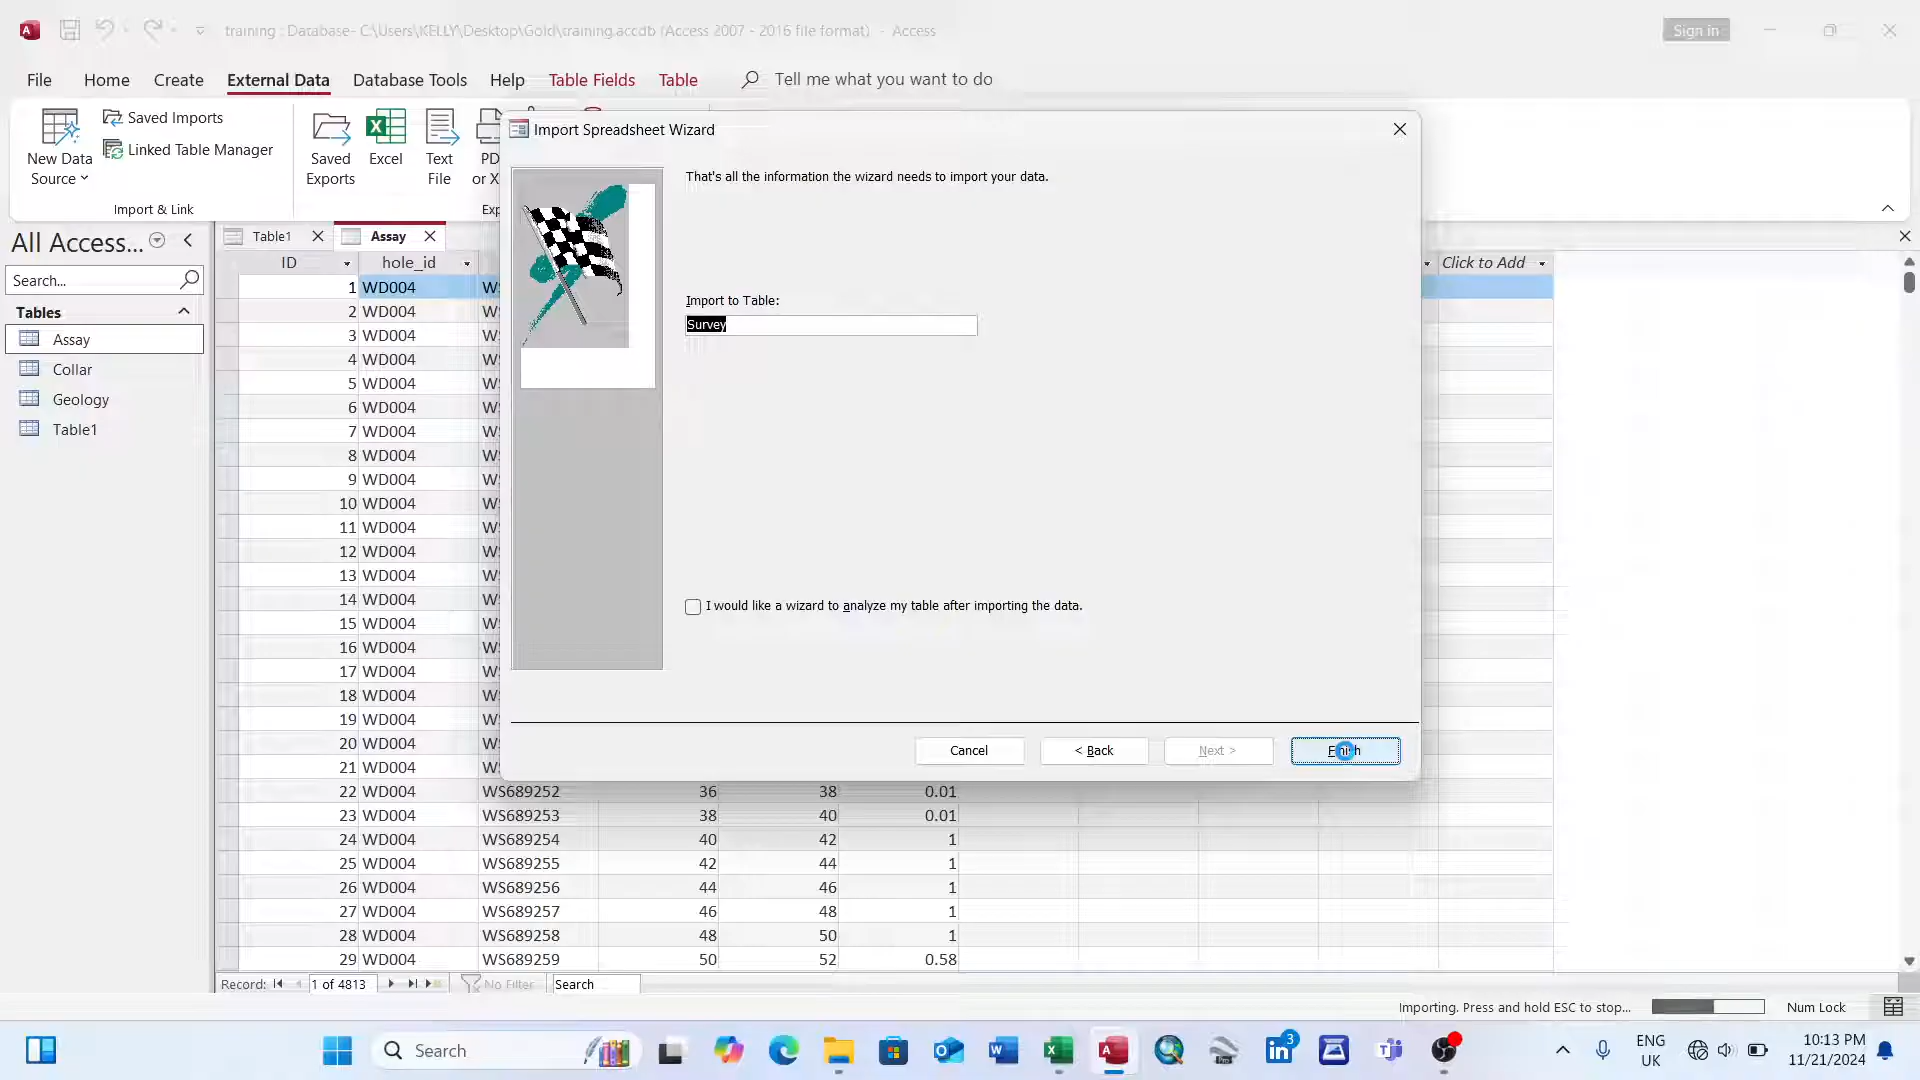 training : Database- C:\Users\KELLY\Desktop\Gold\training.accdb (Access 2007 - 2016 file format) - Access
Sign in
File Home Create External Data Database Tools Help Table Fields Table Tell me what you want to do
New Data Source
Saved Imports
Linked Table Manager
Import & Link
Saved Exports
Excel
Text File
Import Spreadsheet Wizard
That's all the information the wizard needs to import your data.
Import to Table:
Survey
I would like a wizard to analyze my table after importing the data.
Cancel
< Back
Next >
Finish
All Access...
Search...
Tables
Assay
Collar
Geology
Table1
Table1 Assay
ID hole_id Click to Add
1 WD004
2 WD004
3 WD004
4 WD004
5 WD004
6 WD004
7 WD004
8 WD004
9 WD004
10 WD004
11 WD004
12 WD004
13 WD004
14 WD004
15 WD004
16 WD004
17 WD004
18 WD004
19 WD004
20 WD004
21 WD004
22 WD004 WS689252 36 38 0.01
23 WD004 WS689253 38 40 0.01
24 WD004 WS689254 40 42 1
25 WD004 WS689255 42 44 1
26 WD004 WS689256 44 46 1
27 WD004 WS689257 46 48 1
28 WD004 WS689258 48 50 1
29 WD004 WS689259 50 52 0.58
Record: 1 of 4813 No Filter Search
Importing. Press and hold ESC to stop... Num Lock
Search
3
ENG
UK
10:13 PM
11/21/2024